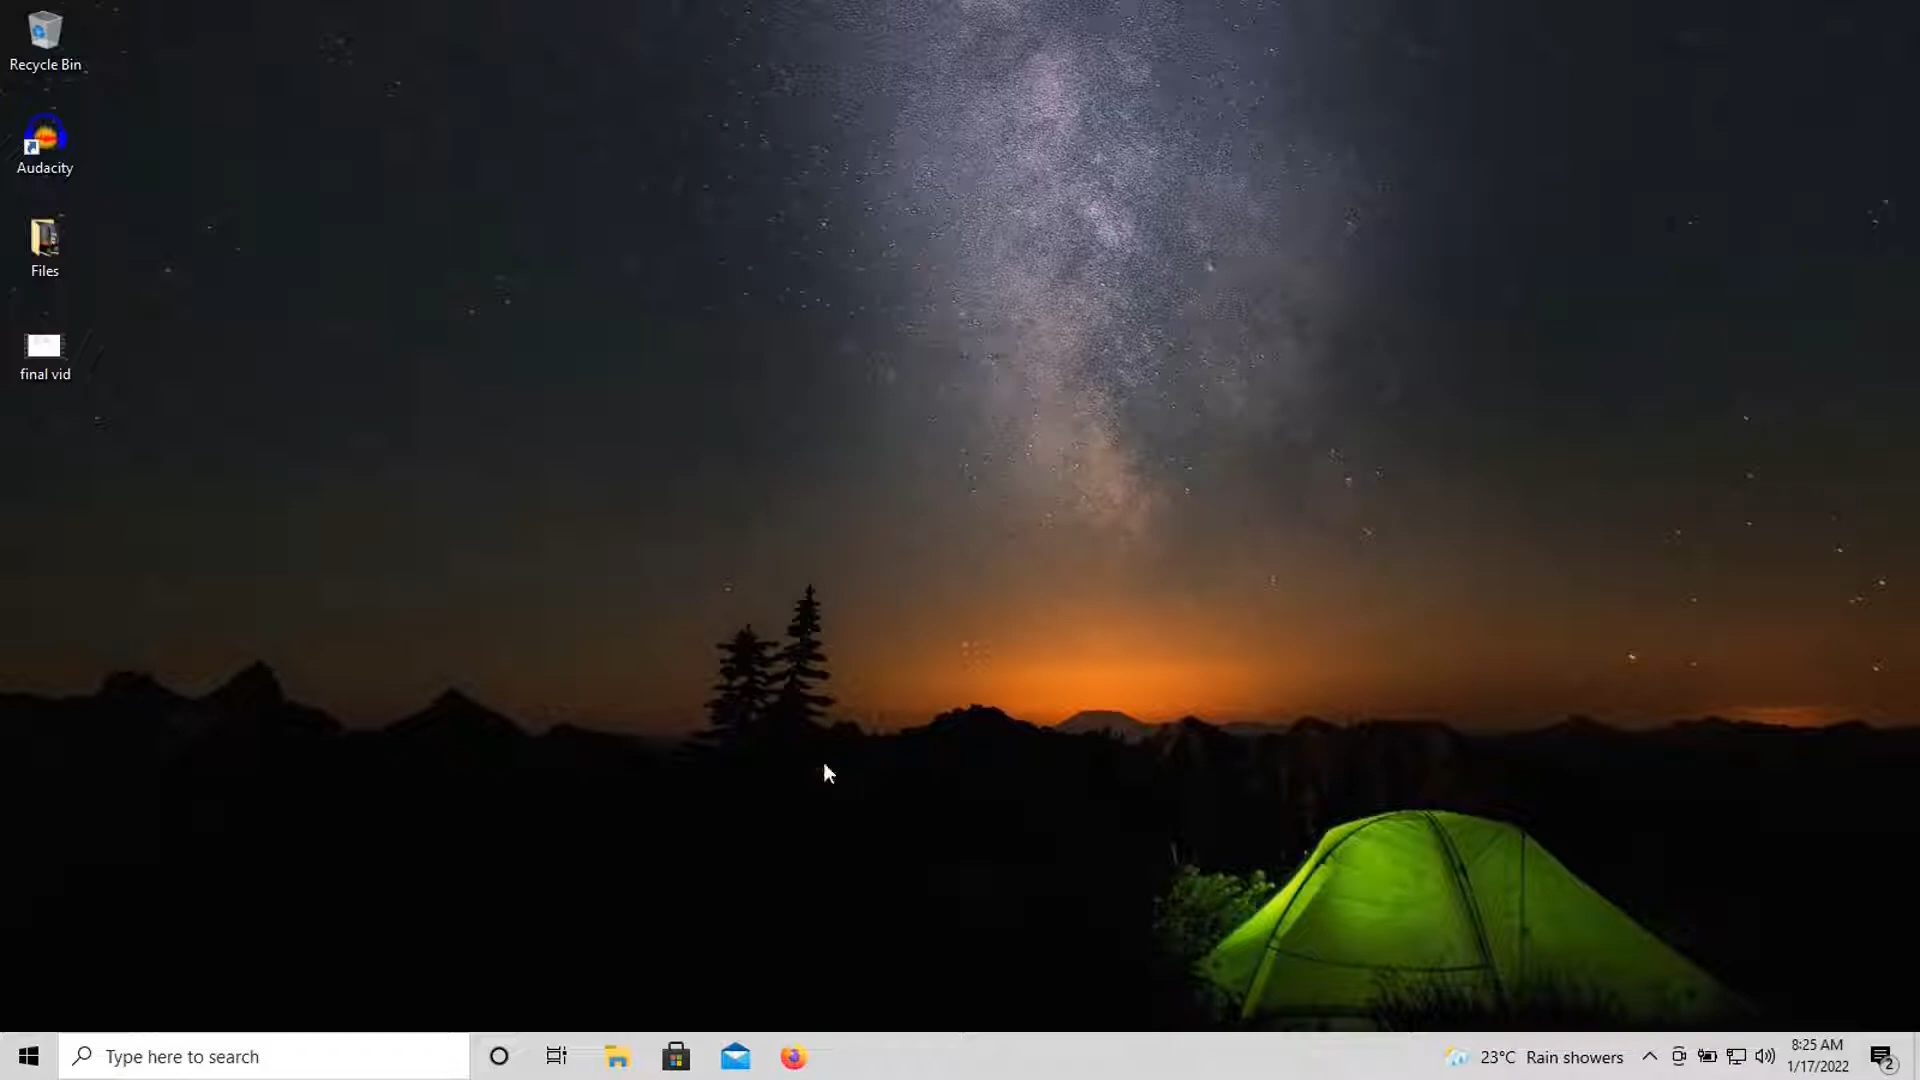 Recycle Bin
Audacity
Files
final vid
Type here to search
23°C Rain showers
8:25 AM
1/17/2022
2